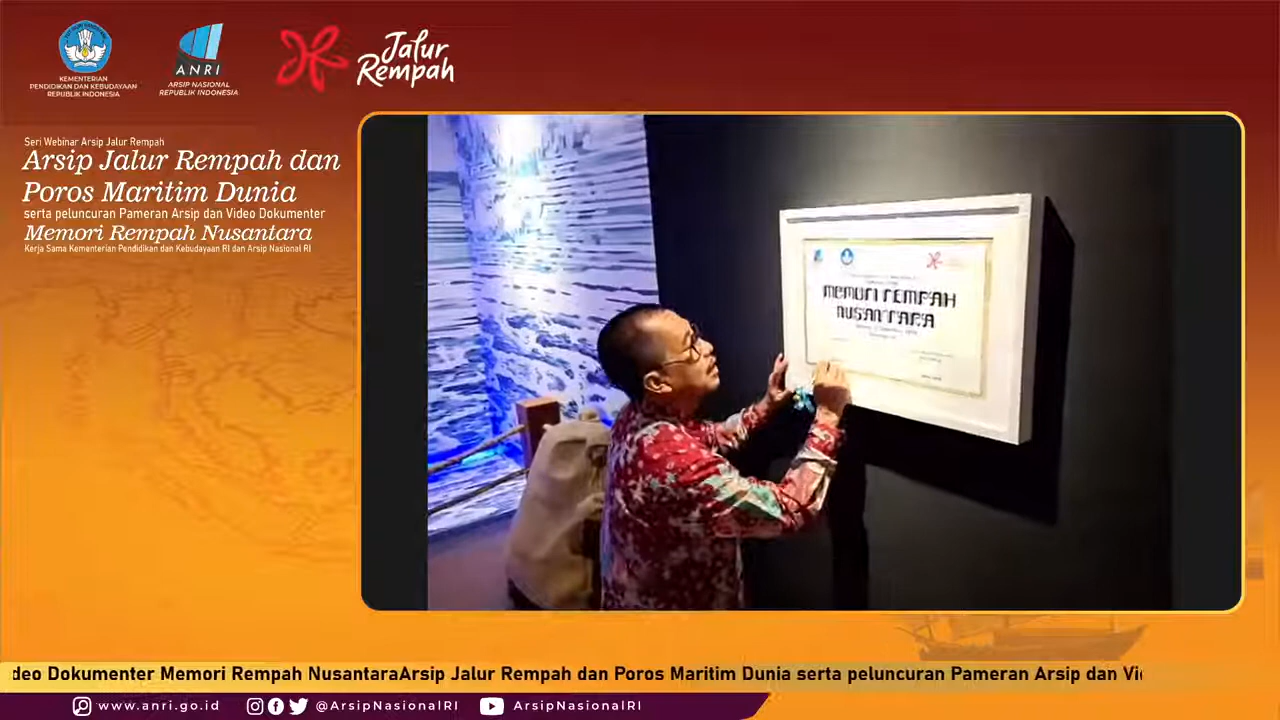 KEMENTERIAN
PENDIDIKAN DAN KEBUDAYAAN
REPUBLIK INDONESIA
ANRI
ARSIP NASIONAL
REPUBLIK INDONESIA
Jalur
Rempah
Seri Webinar Arsip Jalur Rempah
Arsip Jalur Rempah dan
Poros Maritim Dunia
serta peluncuran Pameran Arsip dan Video Dokumenter
Memori Rempah Nusantara
Kerja Sama Kementerian Pendidikan dan Kebudayaan RI dan Arsip Nasional RI
MEMORI REMPAH
NUSANTARA
deo Dokumenter Memori Rempah NusantaraArsip Jalur Rempah dan Poros Maritim Dunia serta peluncuran Pameran Arsip dan Vi
www.anri.go.id @ArsipNasionalRI ArsipNasionalRI